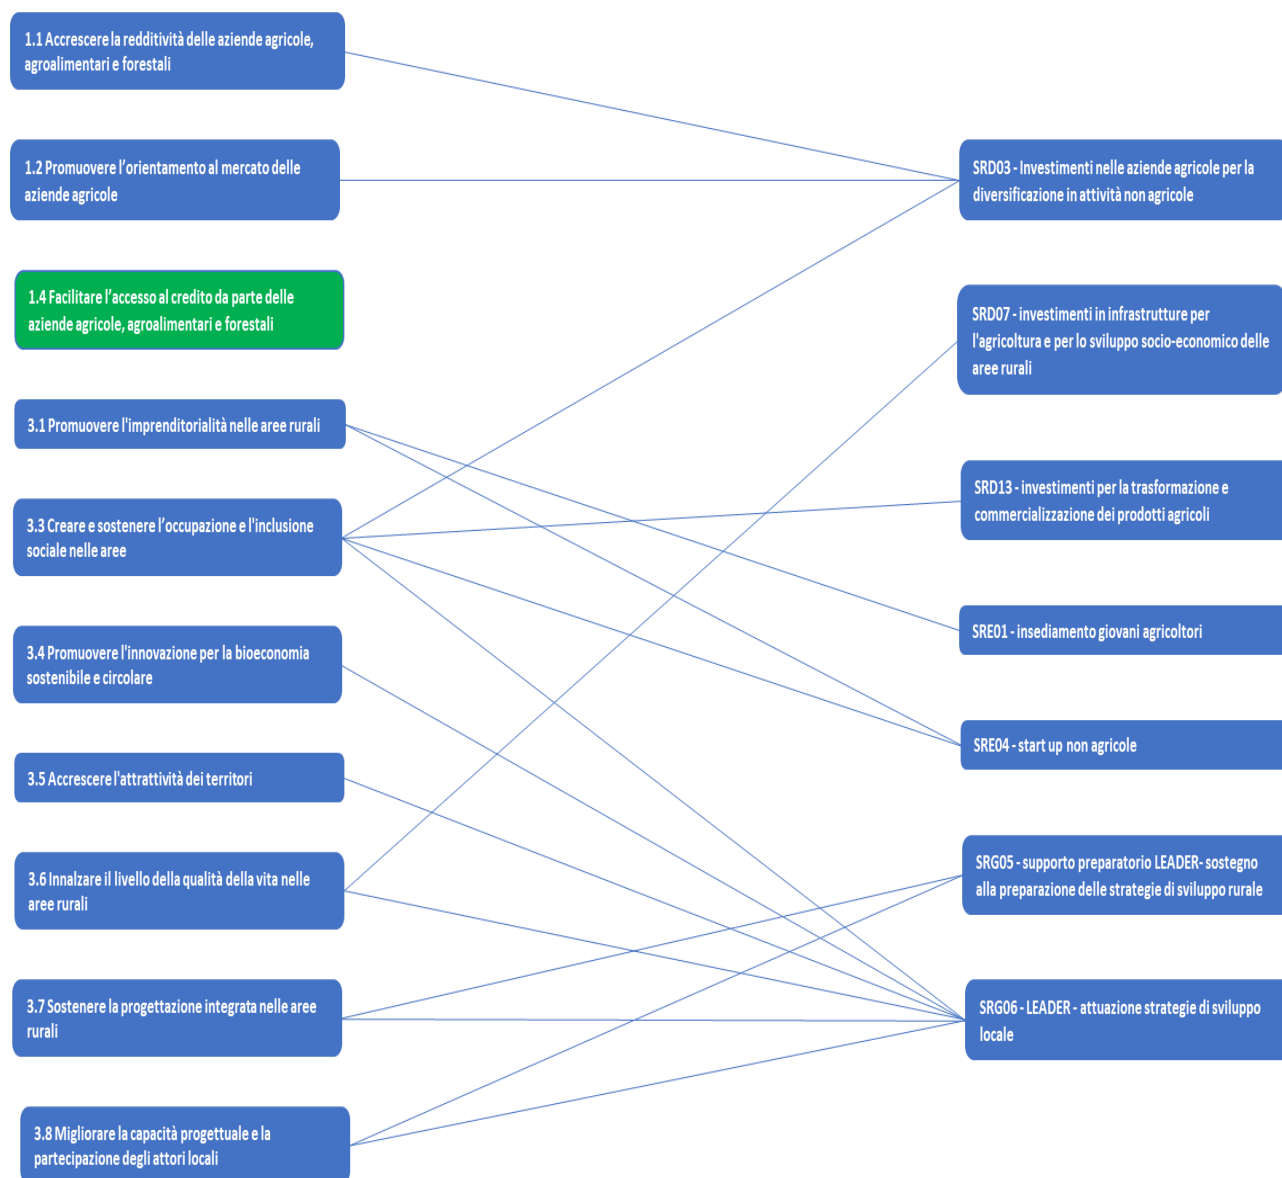 1.1 Accrescere la redditività delle aziende agricole,
agroalimentari e forestali
1.2 Promuovere l'orientamento al mercato delle
aziende agricole
1.4 Facilitare l'accesso al credito da parte delle
aziende agricole, agroalimentari e forestali
3.1 Promuovere l'imprenditorialità nelle aree rurali
3.3 Creare e sostenere l'occupazione e l'inclusione
sociale nelle aree
3.4 Promuovere l'innovazione per la bioeconomia
sostenibile e circolare
3.5 Accrescere l'attrattività dei territori
3.6 Innalzare il livello della qualità della vita nelle
aree rurali
3.7 Sostenere la progettazione integrata nelle aree
rurali
3.8 Migliorare la capacità progettuale e la
partecipazione degli attori locali
SRD03 - Investimenti nelle aziende agricole per la
diversificazione in attività non agricole
SRD07 - investimenti in infrastrutture per
l'agricoltura e per lo sviluppo socio-economico delle
aree rurali
SRD13 - investimenti per la trasformazione e
commercializzazione dei prodotti agricoli
SRE01 - insediamento giovani agricoltori
SRE04 - start up non agricole
SRG05 - supporto preparatorio LEADER- sostegno
alla preparazione delle strategie di sviluppo rurale
SRG06 - LEADER - attuazione strategie di sviluppo
locale